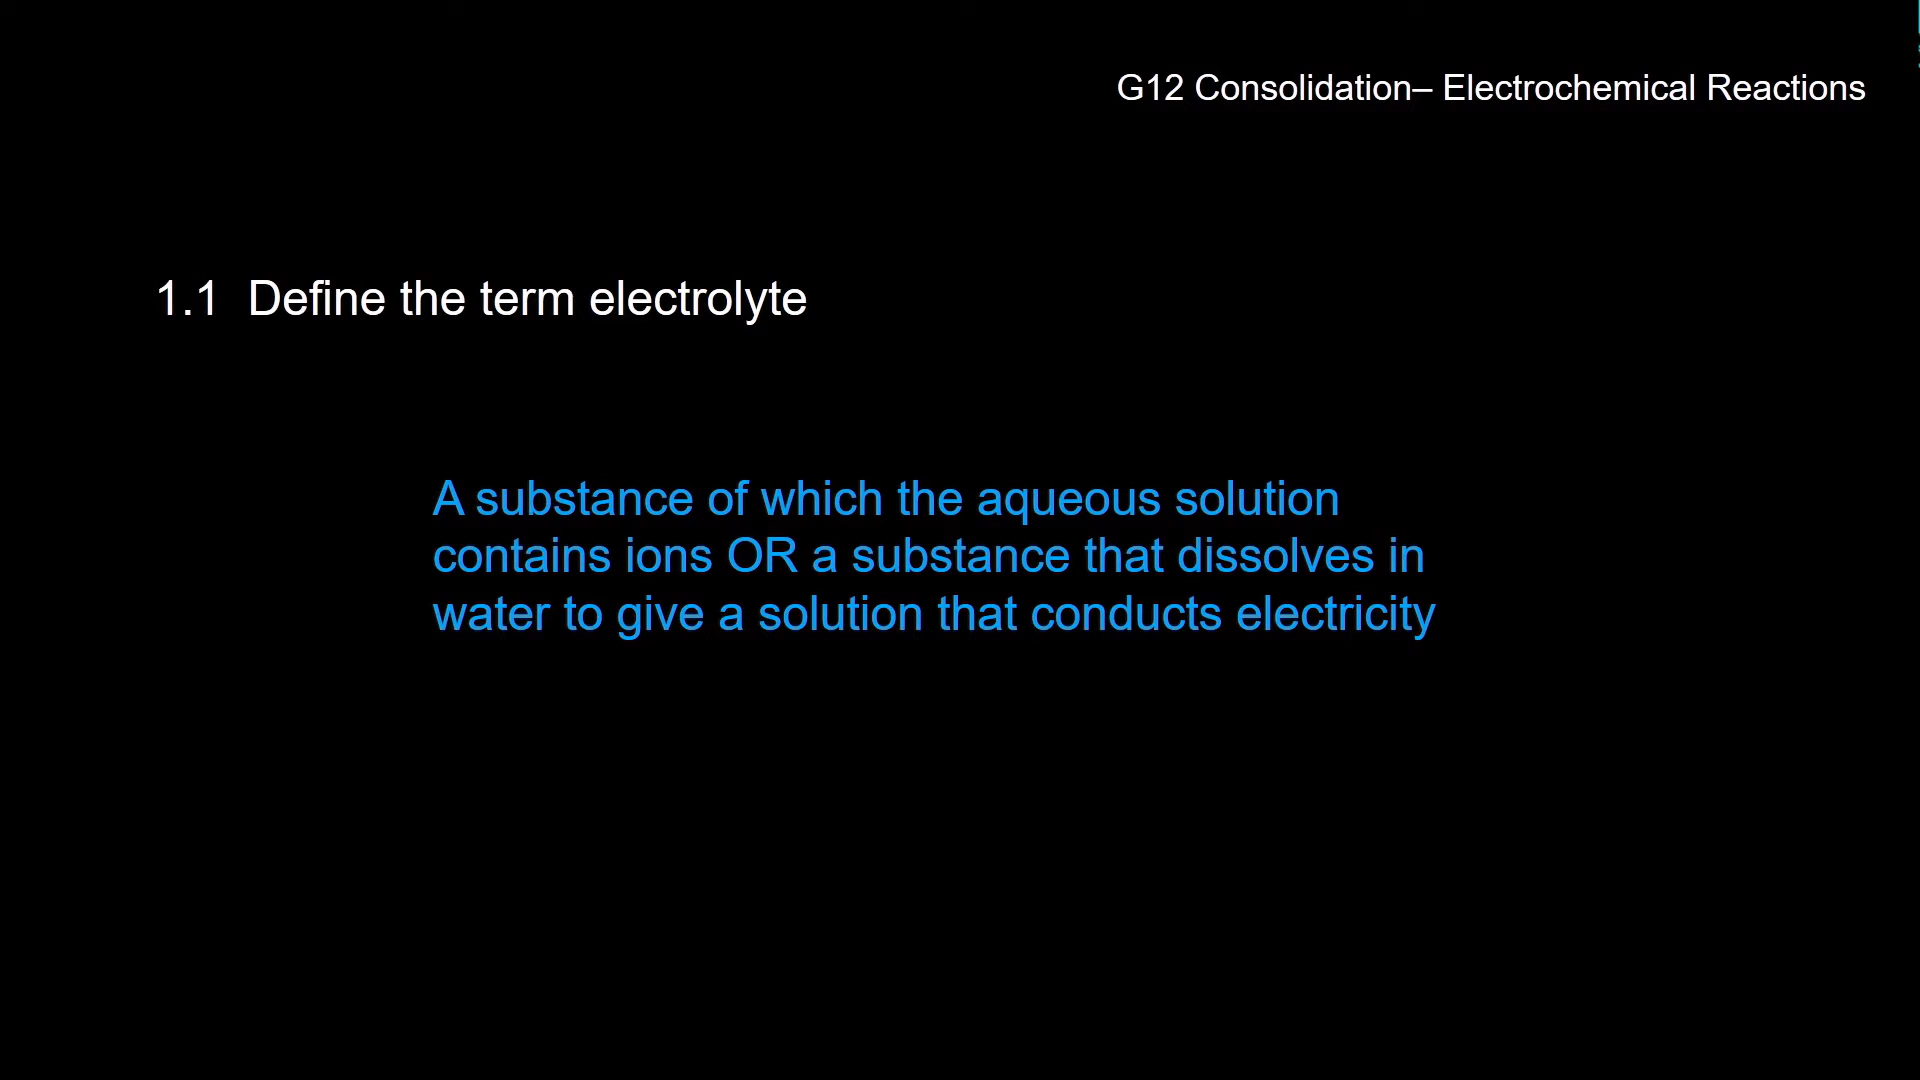 G12 Consolidation– Electrochemical Reactions
1.1 Define the term electrolyte
A substance of which the aqueous solution
contains ions OR a substance that dissolves in
water to give a solution that conducts electricity